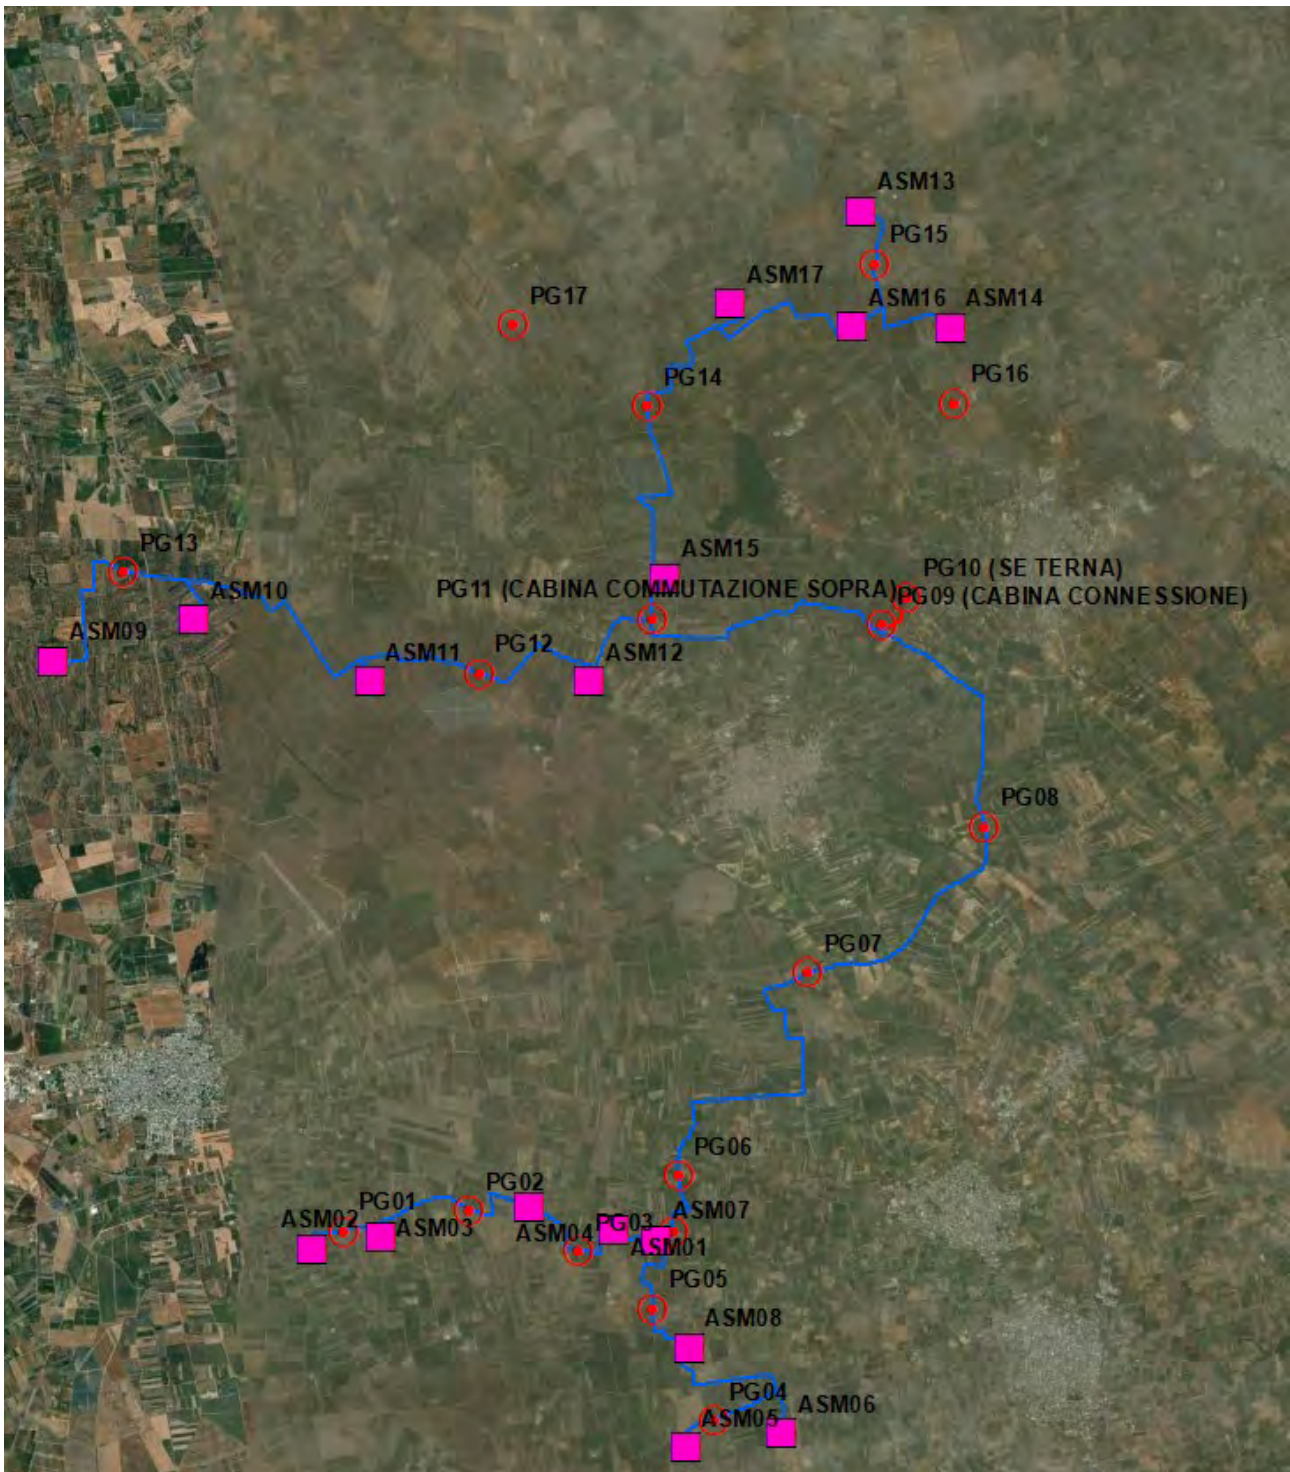 ASM13
PG15
ASM17
PG17
ASM16
ASM14
PG14
PG16
PG13
ASM15
PG10 (SE TERNA)
PG11 (CABINA COMMUTAZIONE SOPRA)
PG09 (CABINA CONNESSIONE)
ASM10
ASM09
ASM11
PG12
ASM12
PG08
PG07
PG06
PG02
PG01
ASM02
ASM03
ASM04
PG03
ASM07
ASM01
PG05
ASM08
PG04
ASM05
ASM06